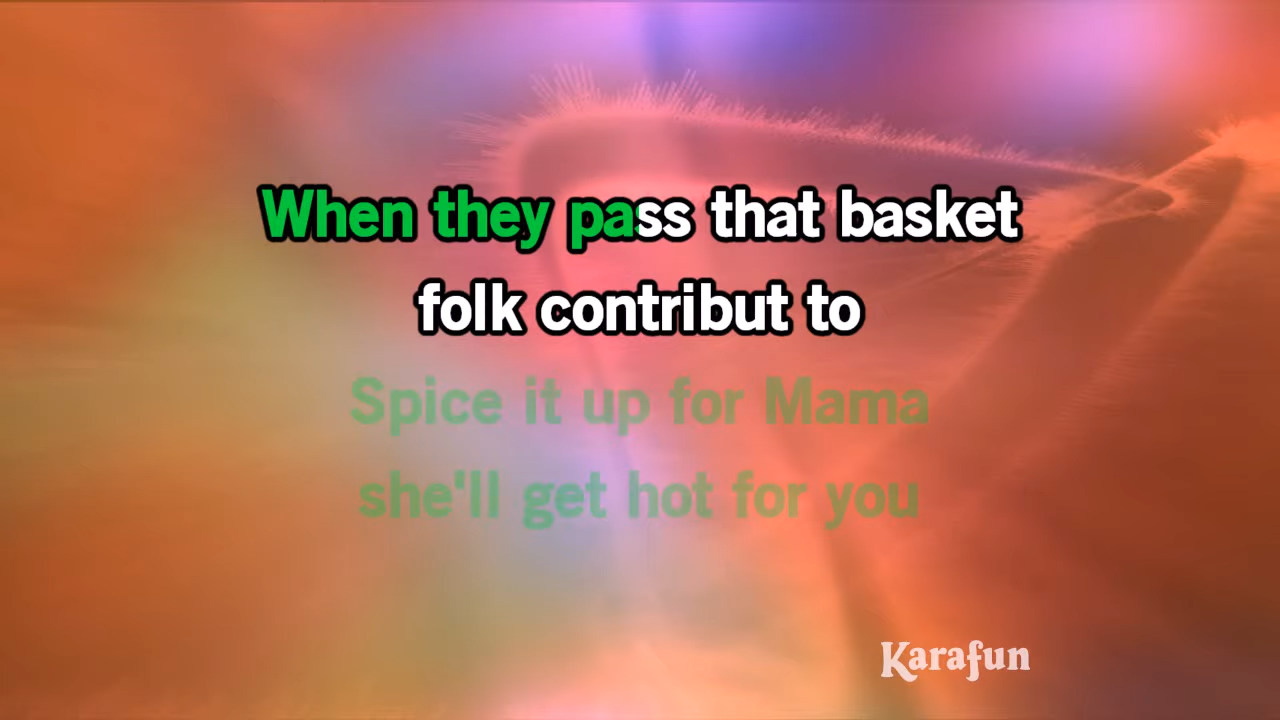 When they pass that basket
folk contribut to
Spice it up for Mama
she'll get hot for you
Karafun